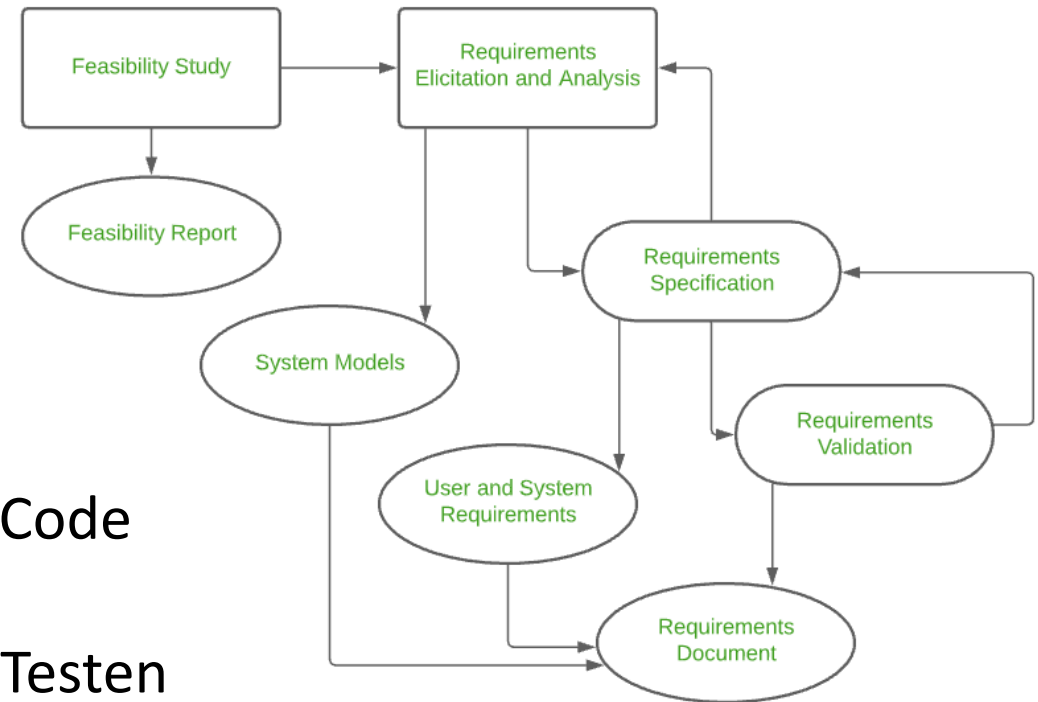 Feasibility Study
Requirements
Elicitation and Analysis
Feasibility Report
Requirements
Specification
System Models
Requirements
Validation
User and System
Requirements
Code
Requirements
Document
Testen